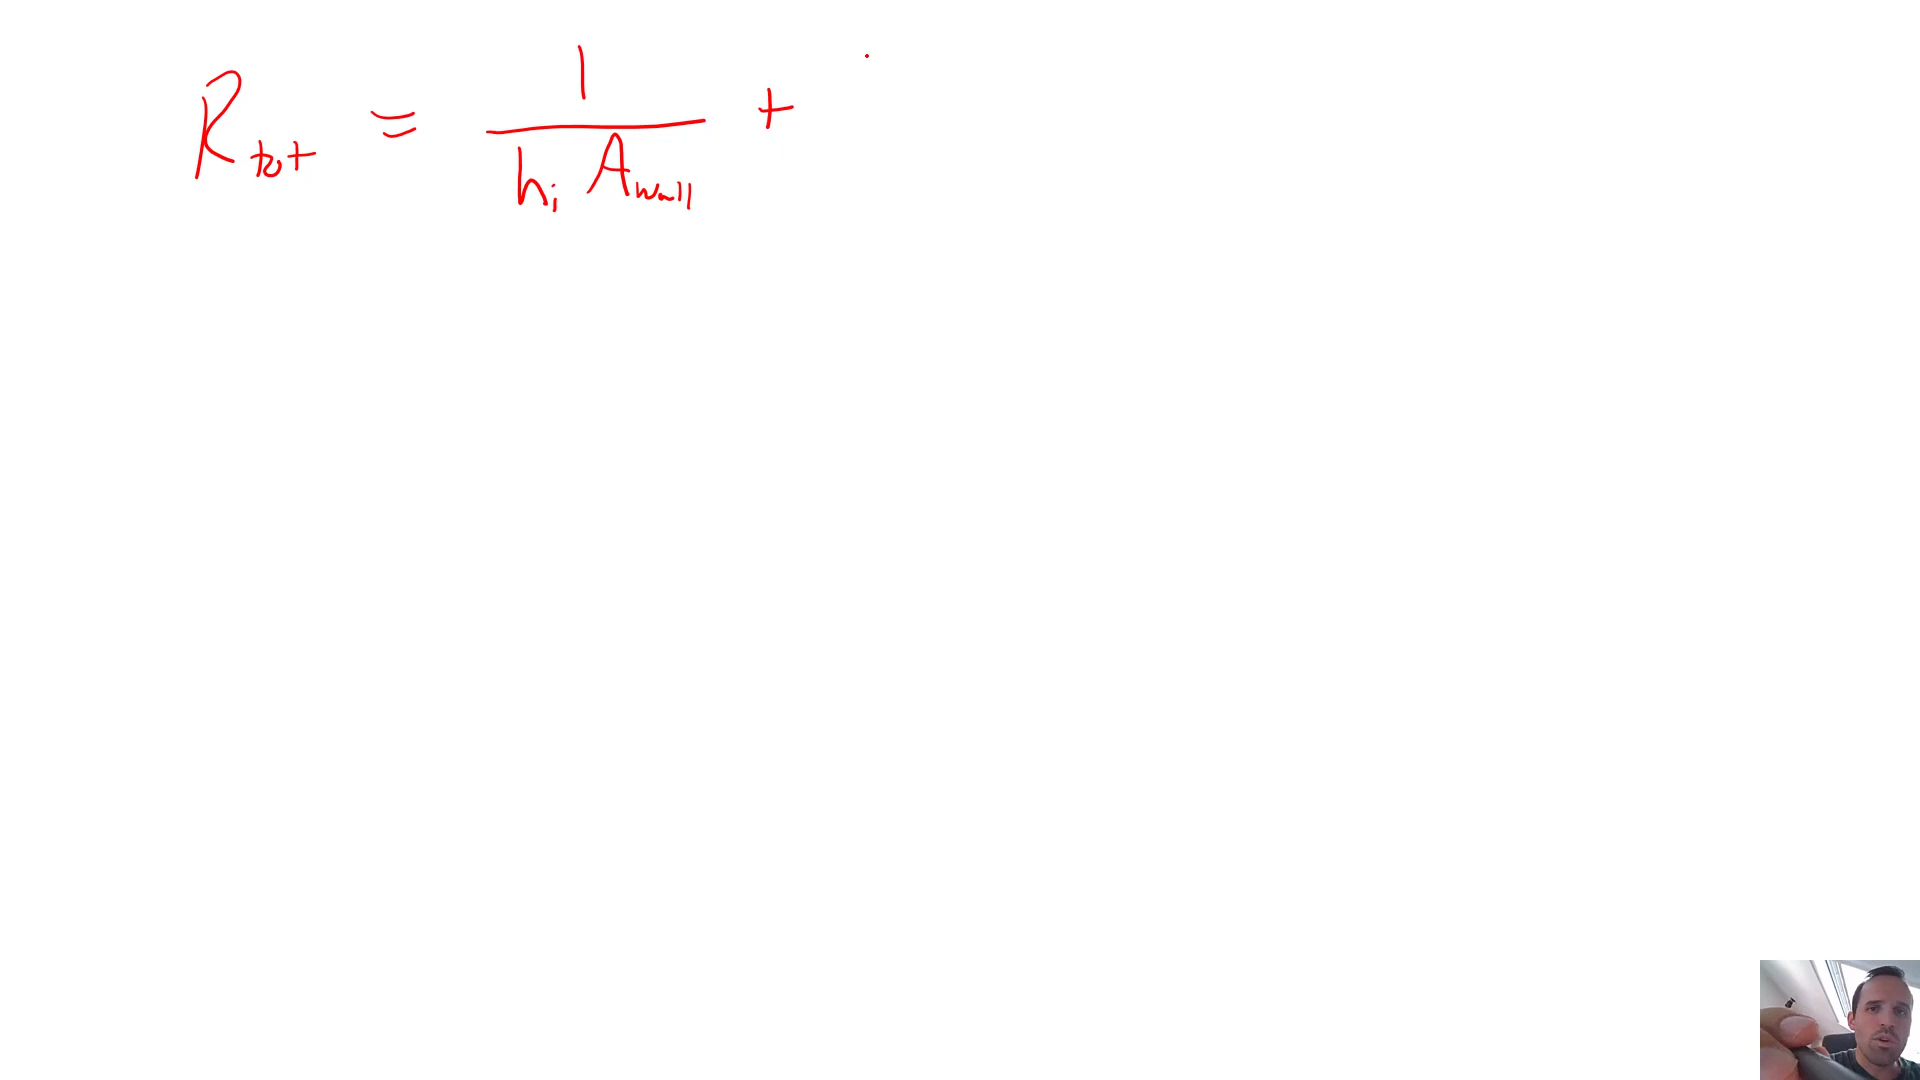 R_tot = 1 / (h_i A_wall) +